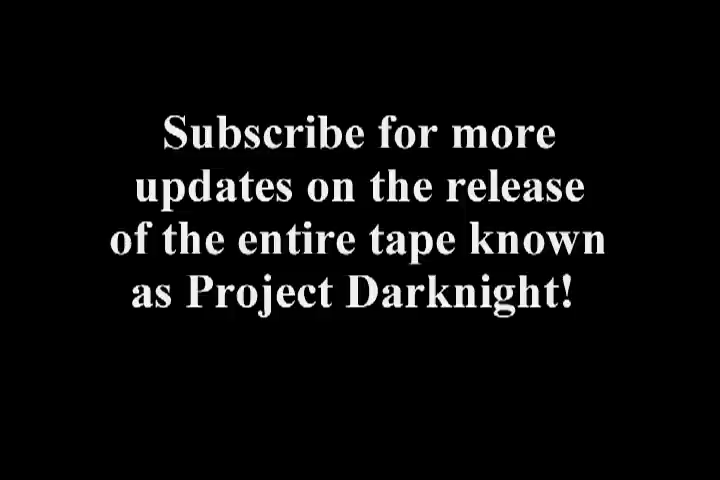 Subscribe for more
updates on the release
of the entire tape known
as Project Darknight!